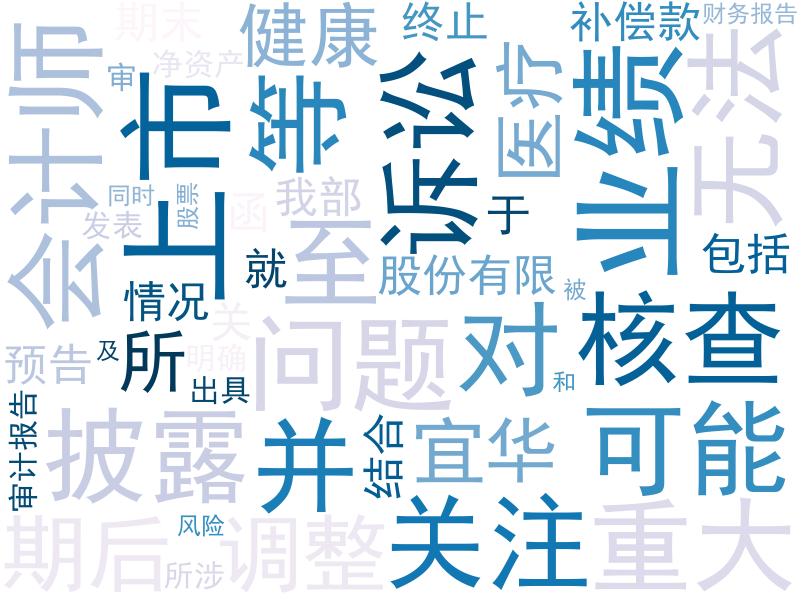 期末
健康
终止
补偿款
财务报告
会计师
审
净资产
上市
等
诉讼
医疗
业绩
无法
同时
股票
发表
函
我部
于
至
就
股份有限
包括
情况
被
关
预告
及
所
明确
出具
问题
对
和
核查
审计报告
披露
并
结合
宜华
可能
期后
风险
所涉
调整
关注
重大